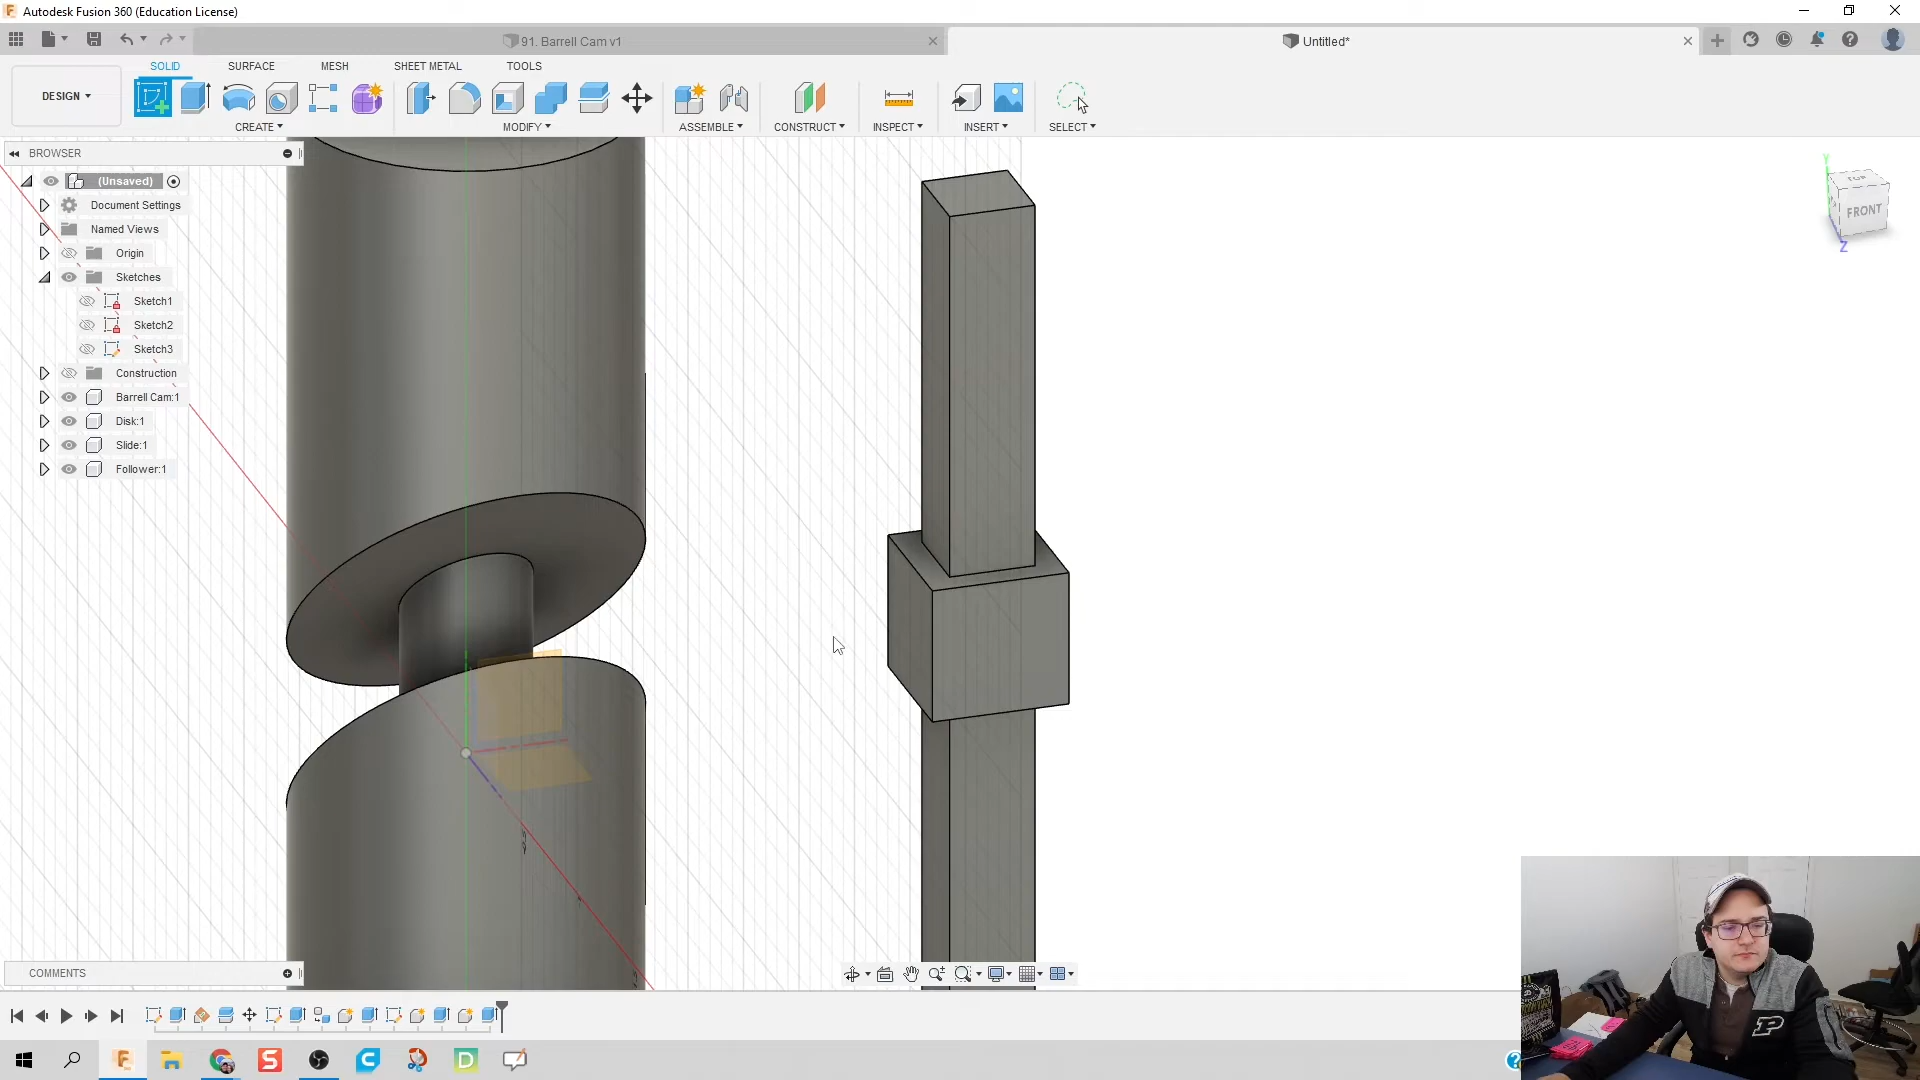 Autodesk Fusion 360 (Education License)
91. Barrell Cam v1
Untitled*
DESIGN
SOLID
SURFACE
MESH
SHEET METAL
TOOLS
CREATE
MODIFY
ASSEMBLE
CONSTRUCT
INSPECT
INSERT
SELECT
BROWSER
(Unsaved)
Document Settings
Named Views
Origin
Sketches
Sketch1
Sketch2
Sketch3
Construction
Barrell Cam:1
Disk:1
Slide:1
Follower:1
Y
TOP
FRONT
Z
COMMENTS
P